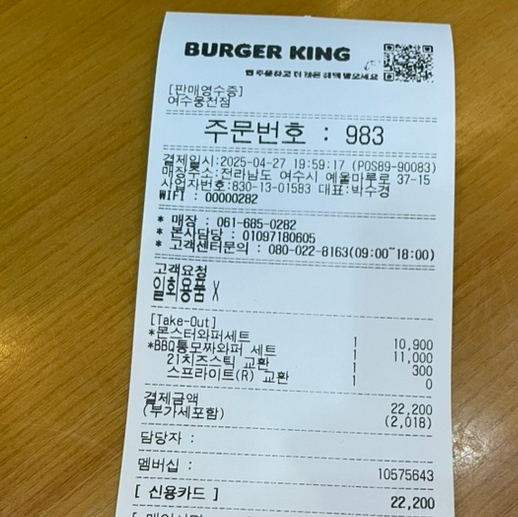 BURGER KING
[판매영수증]
여수웅천점
주문번호 : 983
결제일시:2025-04-27 19:59:17 (POS89-90083)
매장주소:전라남도 여수시 예울마루로 37-15
사업자번호:830-13-01583 대표:박수경
WIFI : 00000282
* 매장 : 061-685-0282
* 본사담당 : 01097180605
* 고객센터문의 : 080-022-8163(09:00~18:00)
고객요청
일회용품 X
[Take-Out]
*몬스터와퍼세트 1 10,900
*BBQ통모짜와퍼 세트 1 11,000
21치즈스틱 교환 1 300
스프라이트(R) 교환 1 0
결제금액 22,200
(부가세포함) (2,018)
담당자 :
멤버십 : 10575643
[ 신용카드 ] 22,200